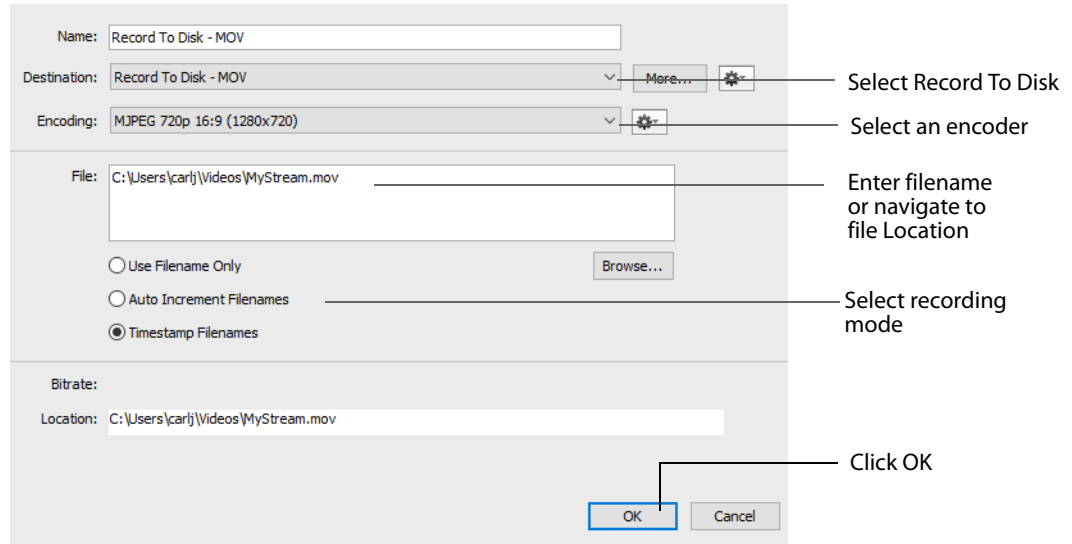 Name: Record To Disk - MOV
Destination: Record To Disk - MOV More... Select Record To Disk
Encoding: MJPEG 720p 16:9 (1280x720) Select an encoder
File: C:\Users\carlj\Videos\MyStream.mov Enter filename
or navigate to
file Location
Use Filename Only Browse...
Auto Increment Filenames Select recording
mode
Timestamp Filenames
Bitrate:
Location: C:\Users\carlj\Videos\MyStream.mov
Click OK
OK Cancel